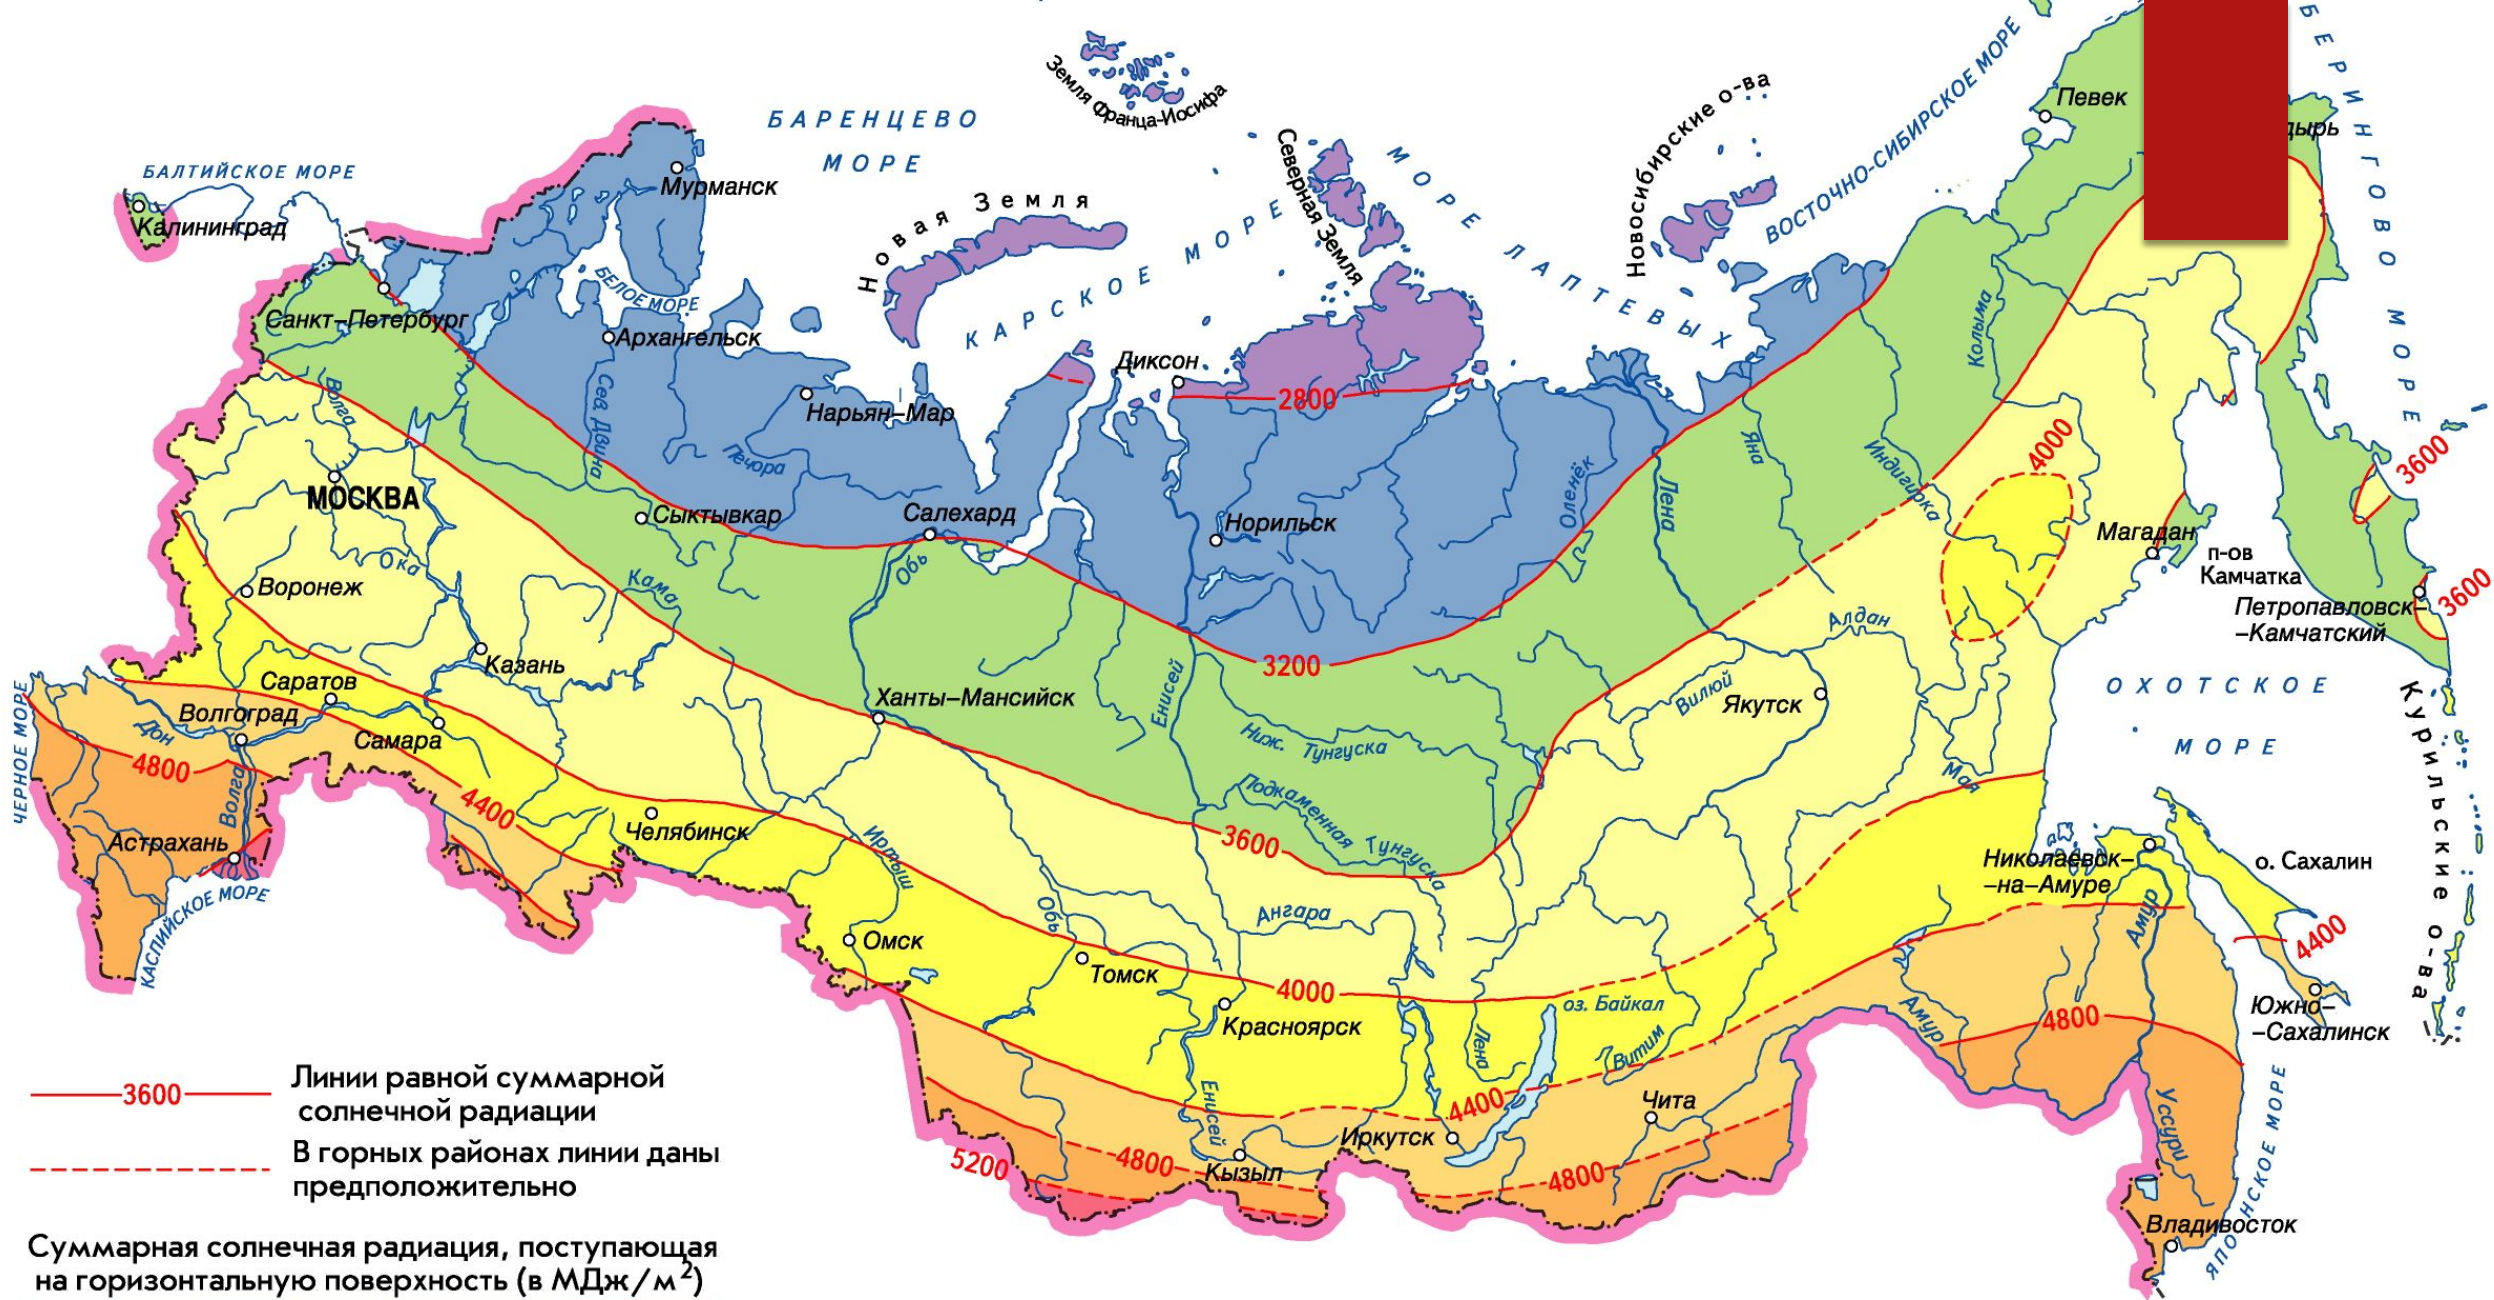 БАЛТИЙСКОЕ МОРЕ
Калининград
БАРЕНЦЕВО
МОРЕ
Мурманск
Земля Франца-Иосифа
Новая Земля
КАРСКОЕ МОРЕ
Северная Земля
МОРЕ ЛАПТЕВЫХ
Новосибирские о-ва
ВОСТОЧНО-СИБИРСКОЕ МОРЕ
Певек
дырь
БЕРИНГОВО МОРЕ
Санкт-Петербург
БЕЛОЕ МОРЕ
Архангельск
Сев. Двина
Нарьян-Мар
Печора
Диксон
2800
Волга
МОСКВА
Ока
Воронеж
Сыктывкар
Кама
Салехард
Обь
Норильск
Оленёк
Лена
Яна
Индигирка
Колыма
4000
3600
Магадан
п-ов
Камчатка
Петропавловск-
-Камчатский
3600
Казань
Саратов
Волгоград
Самара
Дон
ЧЕРНОЕ МОРЕ
4800
Волга
Астрахань
КАСПИЙСКОЕ МОРЕ
4400
Челябинск
Иртыш
Ханты-Мансийск
Енисей
3200
Ниж. Тунгуска
Подкаменная Тунгуска
3600
Вилюй
Якутск
Алдан
Мая
ОХОТСКОЕ
МОРЕ
Курильские о-ва
Николаевск-
-на-Амуре
о. Сахалин
Амур
4400
Южно-
-Сахалинск
Омск
Обь
Томск
Ангара
4000
Красноярск
оз. Байкал
Лена
Витим
Амур
4800
Енисей
4400
Иркутск
Чита
5200
4800
Кызыл
4800
Уссури
Владивосток
ЯПОНСКОЕ МОРЕ
3600
Линии равной суммарной
солнечной радиации
В горных районах линии даны
предположительно
Суммарная солнечная радиация, поступающая
на горизонтальную поверхность (в МДж/м²)